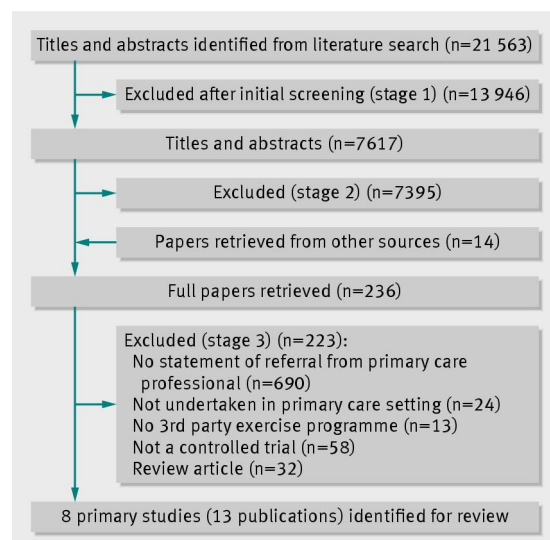 Titles and abstracts identified from literature search (n=21 563)
Excluded after initial screening (stage 1) (n=13 946)
Titles and abstracts (n=7617)
Excluded (stage 2) (n=7395)
Papers retrieved from other sources (n=14)
Full papers retrieved (n=236)
Excluded (stage 3) (n=223):
No statement of referral from primary care
professional (n=690)
Not undertaken in primary care setting (n=24)
No 3rd party exercise programme (n=13)
Not a controlled trial (n=58)
Review article (n=32)
8 primary studies (13 publications) identified for review